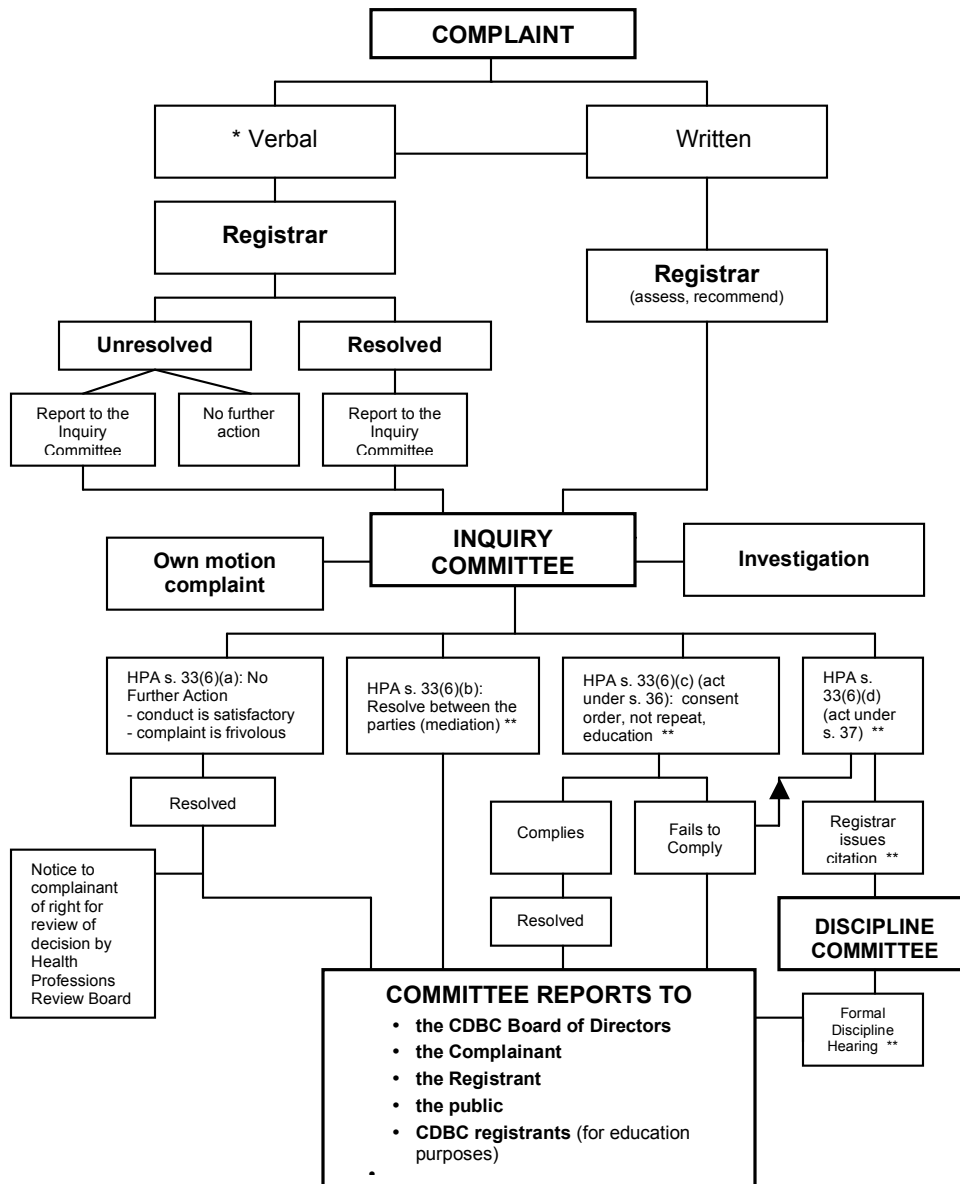 COMPLAINT
* Verbal
Written
Registrar
Registrar
(assess, recommend)
Unresolved
Resolved
Report to the
Inquiry
Committee
No further
action
Report to the
Inquiry
Committee
INQUIRY
COMMITTEE
Own motion
complaint
Investigation
HPA s. 33(6)(a): No
Further Action
- conduct is satisfactory
- complaint is frivolous
HPA s. 33(6)(b):
Resolve between the
parties (mediation) **
HPA s. 33(6)(c) (act
under s. 36): consent
order, not repeat,
education **
HPA s.
33(6)(d)
(act under
s. 37) **
Resolved
Complies
Fails to
Comply
Registrar
issues
citation **
Notice to
complainant
of right for
review of
decision by
Health
Professions
Review Board
Resolved
DISCIPLINE
COMMITTEE
COMMITTEE REPORTS TO
• the CDBC Board of Directors
• the Complainant
• the Registrant
• the public
• CDBC registrants (for education
purposes)
•
Formal
Discipline
Hearing **